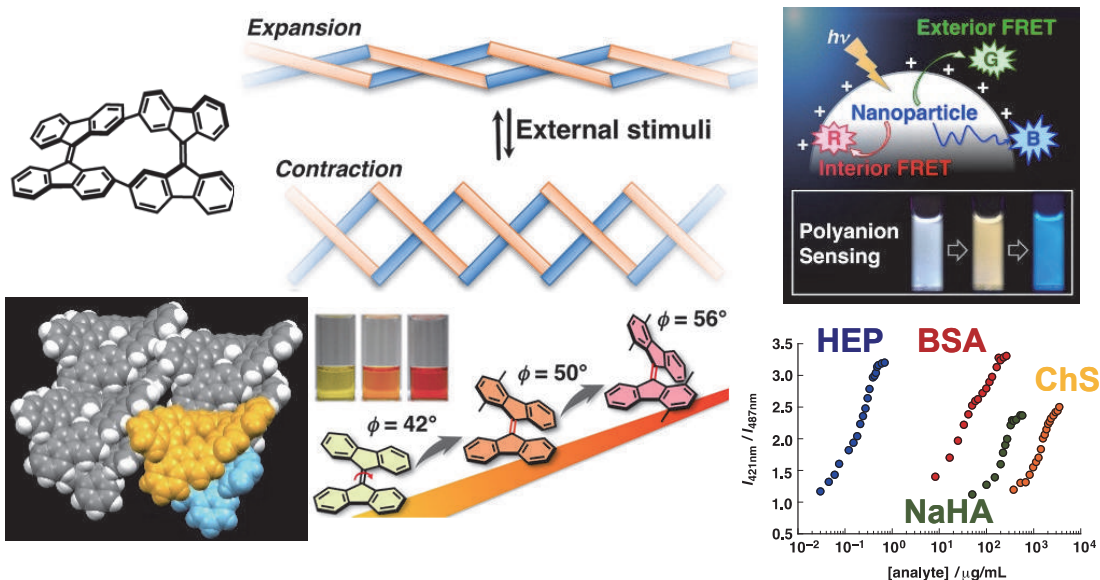 Expansion
External stimuli
Contraction
ϕ = 42°
ϕ = 50°
ϕ = 56°
hν
Exterior FRET
G
Nanoparticle
R
B
Interior FRET
Polyanion
Sensing
HEP
BSA
ChS
NaHA
I421nm / I487nm
3.5
3.0
2.5
2.0
1.5
1.0
0.5
10⁻² 10⁻¹ 10⁰ 10¹ 10² 10³ 10⁴
[analyte] / μg/mL